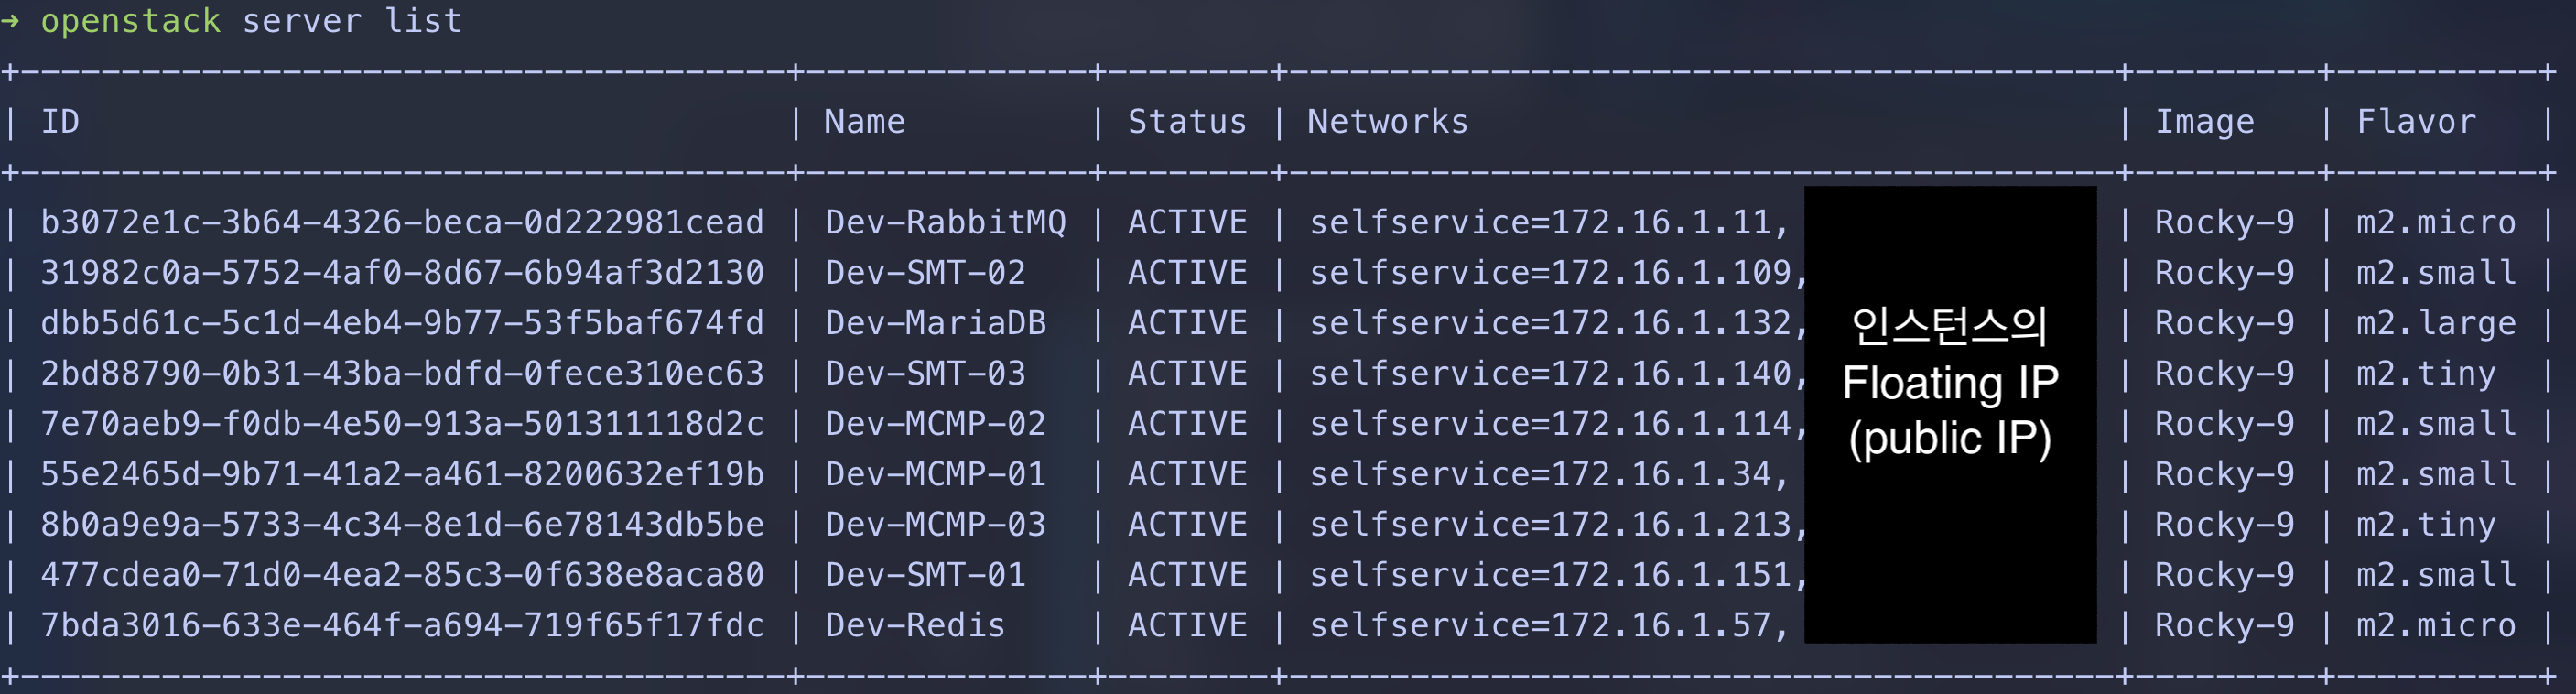 → openstack server list
+--------------------------------------+-------------+--------+-----------------------------------------+---------+----------+
| ID | Name | Status | Networks | Image | Flavor |
+--------------------------------------+-------------+--------+-----------------------------------------+---------+----------+
| b3072e1c-3b64-4326-beca-0d222981cead | Dev-RabbitMQ | ACTIVE | selfservice=172.16.1.11, | Rocky-9 | m2.micro |
| 31982c0a-5752-4af0-8d67-6b94af3d2130 | Dev-SMT-02 | ACTIVE | selfservice=172.16.1.109, | Rocky-9 | m2.small |
| dbb5d61c-5c1d-4eb4-9b77-53f5baf674fd | Dev-MariaDB | ACTIVE | selfservice=172.16.1.132, | Rocky-9 | m2.large |
| 2bd88790-0b31-43ba-bdfd-0fece310ec63 | Dev-SMT-03 | ACTIVE | selfservice=172.16.1.140, | Rocky-9 | m2.tiny |
| 7e70aeb9-f0db-4e50-913a-501311118d2c | Dev-MCMP-02 | ACTIVE | selfservice=172.16.1.114, | Rocky-9 | m2.small |
| 55e2465d-9b71-41a2-a461-8200632ef19b | Dev-MCMP-01 | ACTIVE | selfservice=172.16.1.34, | Rocky-9 | m2.small |
| 8b0a9e9a-5733-4c34-8e1d-6e78143db5be | Dev-MCMP-03 | ACTIVE | selfservice=172.16.1.213, | Rocky-9 | m2.tiny |
| 477cdea0-71d0-4ea2-85c3-0f638e8aca80 | Dev-SMT-01 | ACTIVE | selfservice=172.16.1.151, | Rocky-9 | m2.small |
| 7bda3016-633e-464f-a694-719f65f17fdc | Dev-Redis | ACTIVE | selfservice=172.16.1.57, | Rocky-9 | m2.micro |
+--------------------------------------+-------------+--------+-----------------------------------------+---------+----------+
인스턴스의
Floating IP
(public IP)